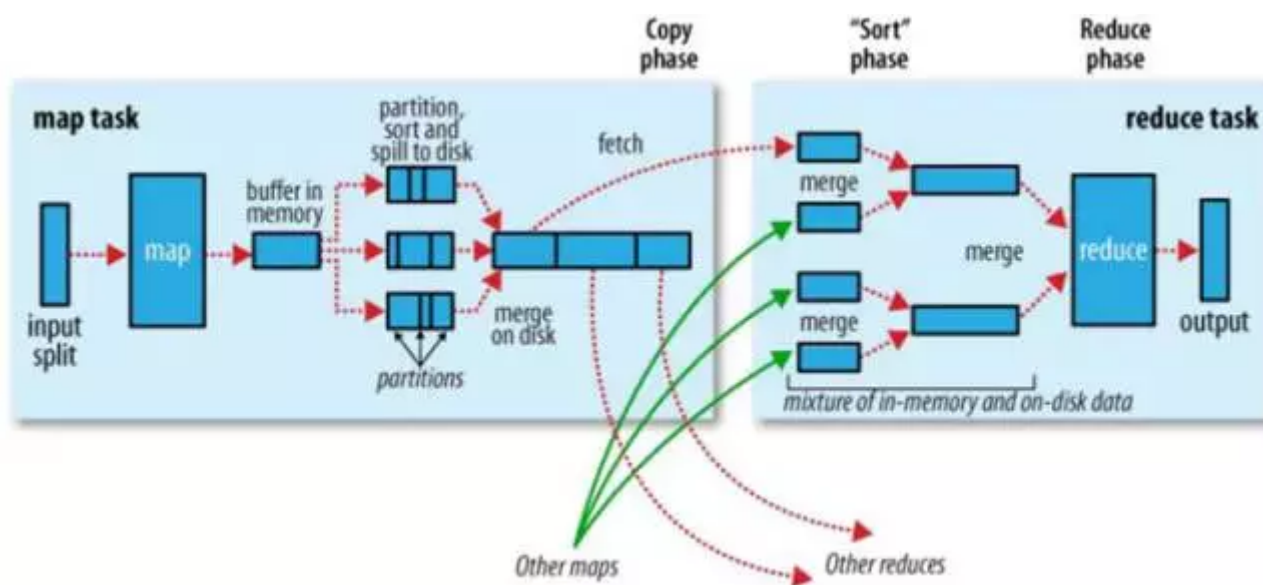 Copy
phase
"Sort"
phase
Reduce
phase
map task
partition,
sort and
spill to disk
fetch
reduce task
buffer in
memory
merge
map
merge
reduce
input
split
merge
on disk
merge
output
partitions
mixture of in-memory and on-disk data
Other maps
Other reduces